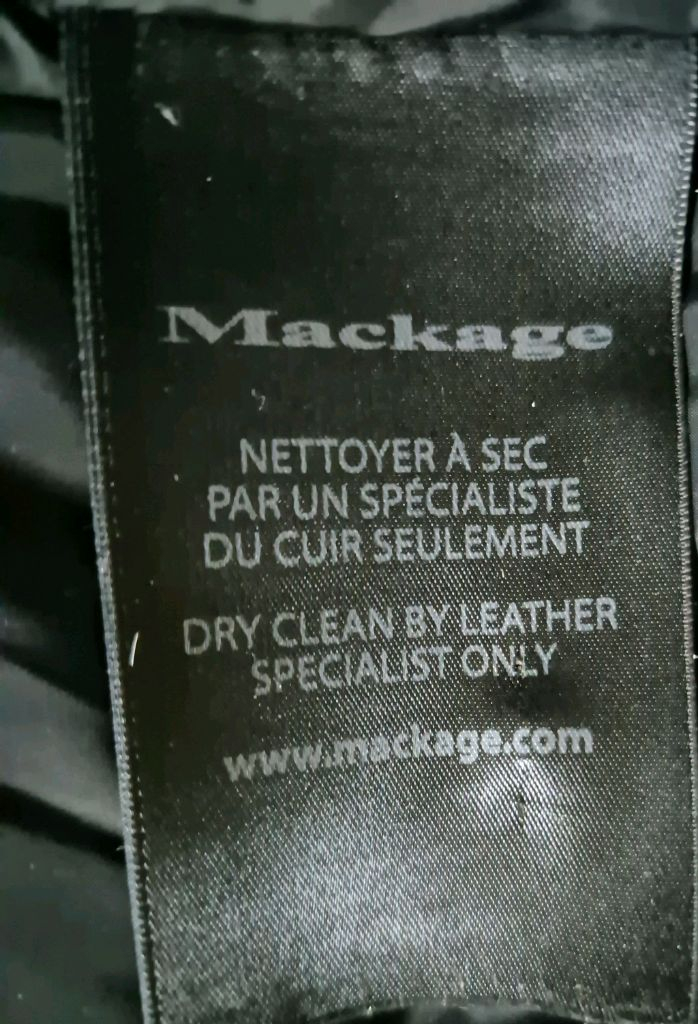 Mackage
NETTOYER À SEC
PAR UN SPÉCIALISTE
DU CUIR SEULEMENT
DRY CLEAN BY LEATHER
SPECIALIST ONLY
www.mackage.com